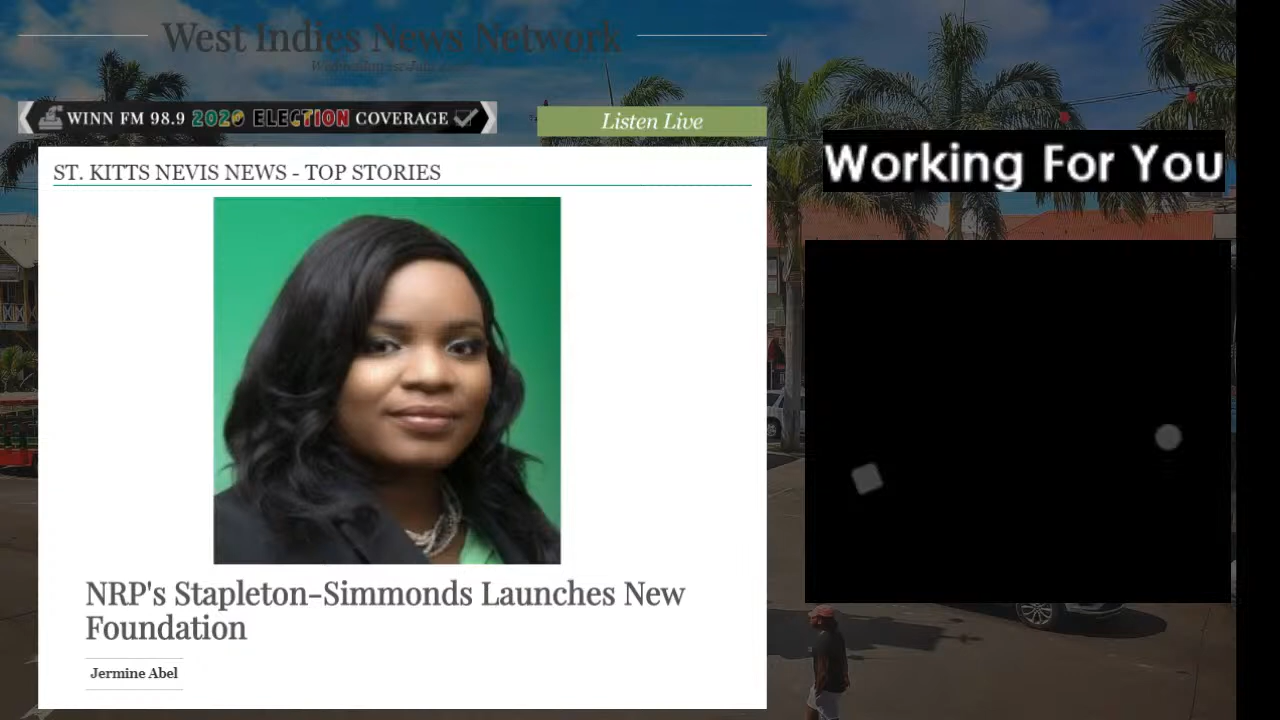 West Indies News Network
WINN FM 98.9 2020 ELECTION COVERAGE
Listen Live
Working For You
ST. KITTS NEVIS NEWS - TOP STORIES
NRP's Stapleton-Simmonds Launches New
Foundation
Jermine Abel